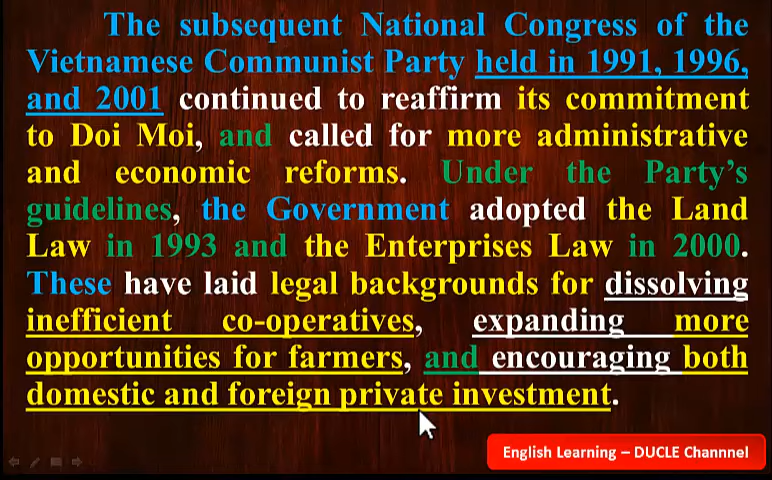 The subsequent National Congress of the
Vietnamese Communist Party held in 1991, 1996,
and 2001 continued to reaffirm its commitment
to Doi Moi, and called for more administrative
and economic reforms. Under the Party's
guidelines, the Government adopted the Land
Law in 1993 and the Enterprises Law in 2000.
These have laid legal backgrounds for dissolving
inefficient co-operatives, expanding more
opportunities for farmers, and encouraging both
domestic and foreign private investment.
English Learning – DUCLE Channnel